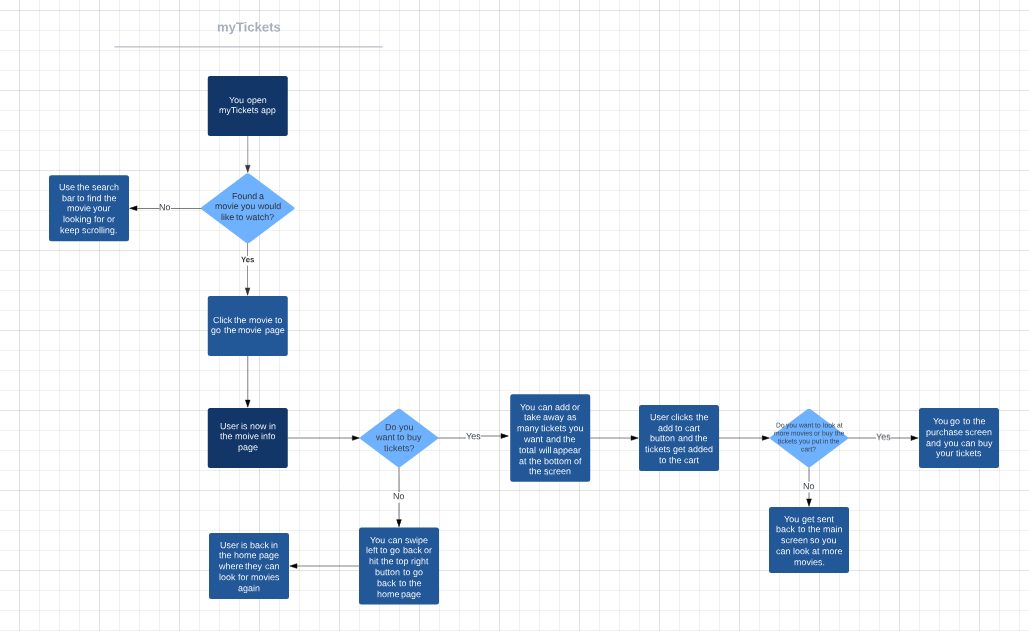 myTickets
You open
myTickets app
Found a
movie you would
like to watch?
No
Use the search
bar to find the
movie your
looking for or
keep scrolling.
Yes
Click the movie to
go the movie page
User is now in
the moive info
page
Do you
want to buy
tickets?
Yes
You can add or
take away as
many tickets you
want and the
total will appear
at the bottom of
the screen
User clicks the
add to cart
button and the
tickets get added
to the cart
Do you want to look at
more movies or buy the
tickets you put in the
cart?
Yes
You go to the
purchase screen
and you can buy
your tickets
No
You get sent
back to the main
screen so you
can look at more
movies.
No
You can swipe
left to go back or
hit the top right
button to go
back to the
home page
User is back in
the home page
where they can
look for movies
again